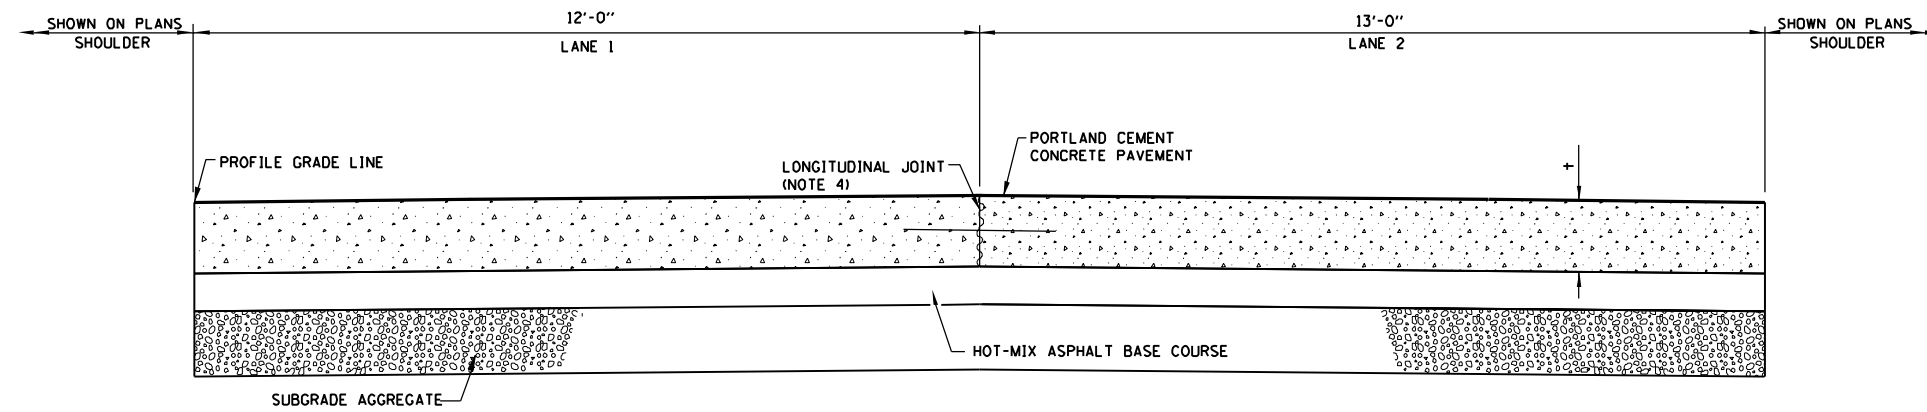 SHOWN ON PLANS
SHOULDER
12'-0"
LANE 1
13'-0"
LANE 2
SHOWN ON PLANS
SHOULDER
PROFILE GRADE LINE
LONGITUDINAL JOINT
(NOTE 4)
PORTLAND CEMENT
CONCRETE PAVEMENT
t
HOT-MIX ASPHALT BASE COURSE
SUBGRADE AGGREGATE